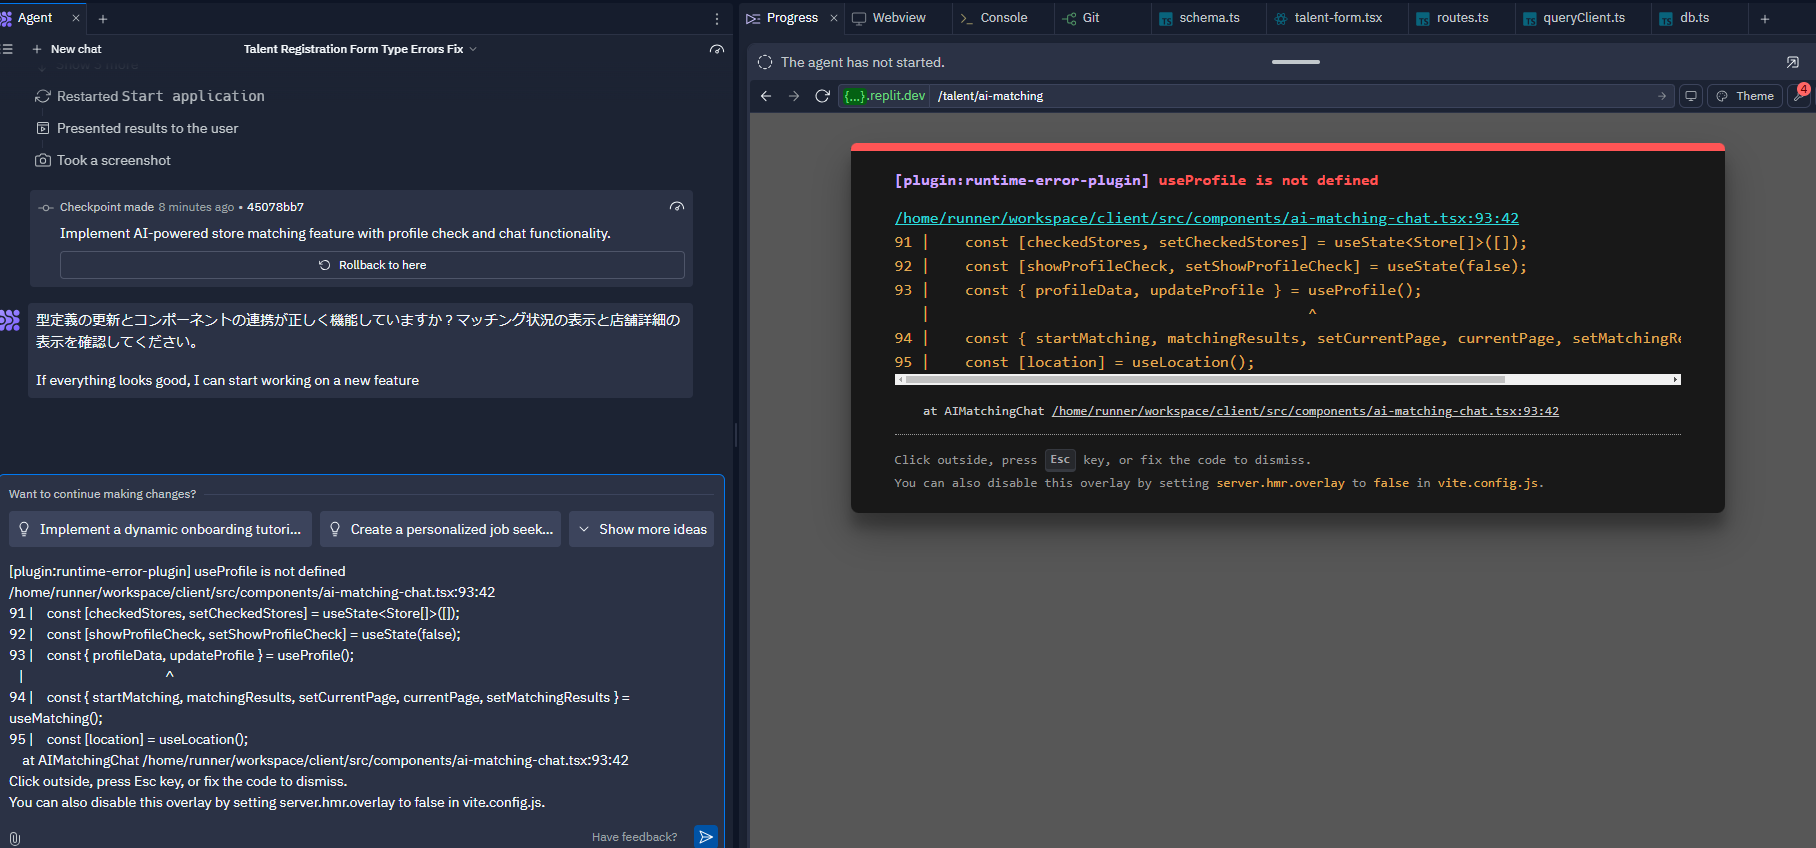 Agent
New chat
Talent Registration Form Type Errors Fix
Show 5 more
Restarted Start application
Presented results to the user
Took a screenshot
Checkpoint made 8 minutes ago • 45078bb7
Implement AI-powered store matching feature with profile check and chat functionality.
Rollback to here
型定義の更新とコンポーネントの連携が正しく機能していますか？マッチング状況の表示と店舗詳細の
表示を確認してください。
If everything looks good, I can start working on a new feature
Want to continue making changes?
Implement a dynamic onboarding tutori...
Create a personalized job seek...
Show more ideas
[plugin:runtime-error-plugin] useProfile is not defined
/home/runner/workspace/client/src/components/ai-matching-chat.tsx:93:42
91 |    const [checkedStores, setCheckedStores] = useState<Store[]>([]);
92 |    const [showProfileCheck, setShowProfileCheck] = useState(false);
93 |    const { profileData, updateProfile } = useProfile();
|                                     ^
94 |    const { startMatching, matchingResults, setCurrentPage, currentPage, setMatchingResults } =
useMatching();
95 |    const [location] = useLocation();
at AIMatchingChat /home/runner/workspace/client/src/components/ai-matching-chat.tsx:93:42
Click outside, press Esc key, or fix the code to dismiss.
You can also disable this overlay by setting server.hmr.overlay to false in vite.config.js.
Have feedback?
Progress
Webview
Console
Git
schema.ts
talent-form.tsx
routes.ts
queryClient.ts
db.ts
The agent has not started.
{...}.replit.dev
/talent/ai-matching
Theme
4
[plugin:runtime-error-plugin] useProfile is not defined
/home/runner/workspace/client/src/components/ai-matching-chat.tsx:93:42
91 |    const [checkedStores, setCheckedStores] = useState<Store[]>([]);
92 |    const [showProfileCheck, setShowProfileCheck] = useState(false);
93 |    const { profileData, updateProfile } = useProfile();
|                                          ^
94 |    const { startMatching, matchingResults, setCurrentPage, currentPage, setMatchingRe
95 |    const [location] = useLocation();
at AIMatchingChat /home/runner/workspace/client/src/components/ai-matching-chat.tsx:93:42
Click outside, press Esc key, or fix the code to dismiss.
You can also disable this overlay by setting server.hmr.overlay to false in vite.config.js.